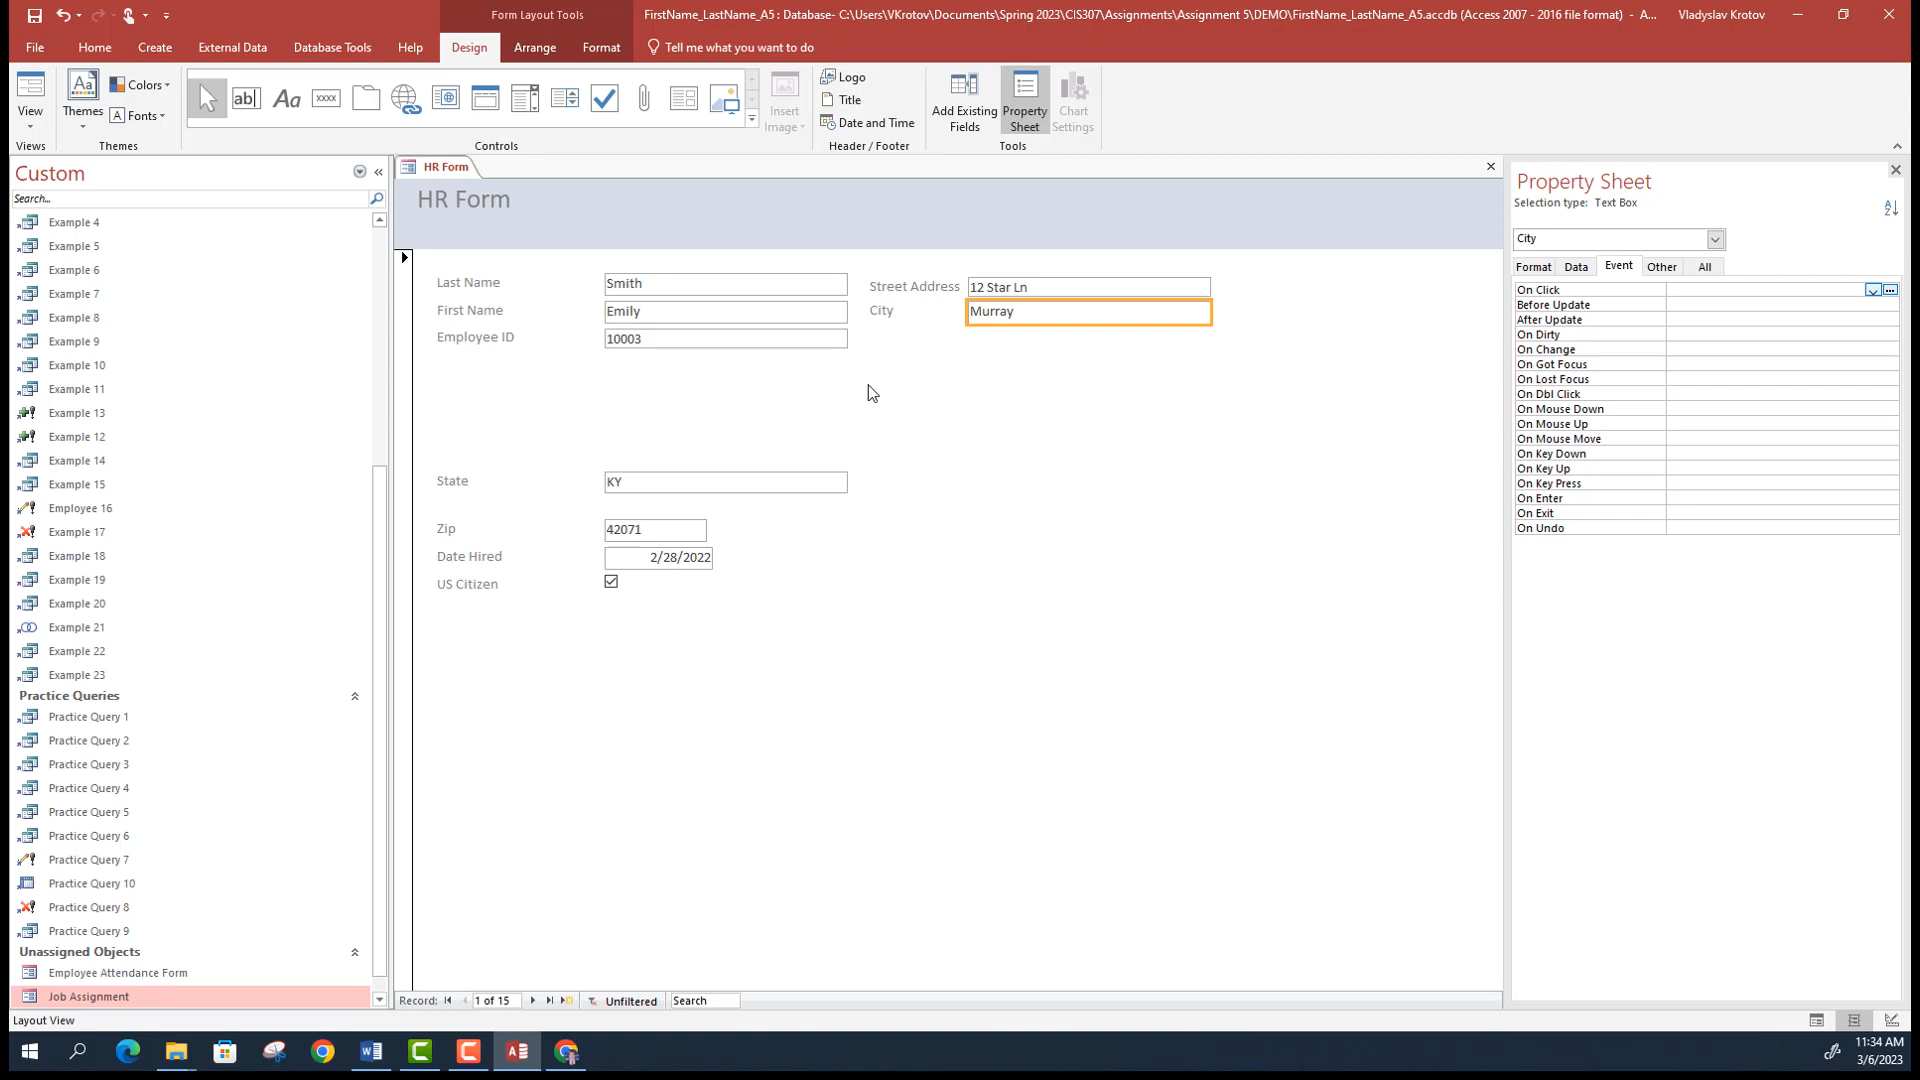 Form Layout Tools
FirstName_LastName_A5 : Database- C:\Users\VKrotov\Documents\Spring 2023\CIS307\Assignments\Assignment 5\DEMO\FirstName_LastName_A5.accdb (Access 2007 - 2016 file format) - A...
Vladyslav Krotov
File Home Create External Data Database Tools Help Design Arrange Format Tell me what you want to do
View
Views
Themes
Colors
Fonts
Themes
ab|
Aa
xxxx
Controls
Insert
Image
Logo
Title
Date and Time
Header / Footer
Add Existing
Fields
Property
Sheet
Chart
Settings
Tools
Custom
Search...
Example 4
Example 5
Example 6
Example 7
Example 8
Example 9
Example 10
Example 11
Example 13
Example 12
Example 14
Example 15
Employee 16
Example 17
Example 18
Example 19
Example 20
Example 21
Example 22
Example 23
Practice Queries
Practice Query 1
Practice Query 2
Practice Query 3
Practice Query 4
Practice Query 5
Practice Query 6
Practice Query 7
Practice Query 10
Practice Query 8
Practice Query 9
Unassigned Objects
Employee Attendance Form
Job Assignment
HR Form
HR Form
Last Name Smith Street Address 12 Star Ln
First Name Emily City Murray
Employee ID 10003
State KY
Zip 42071
Date Hired 2/28/2022
US Citizen
Record: 1 of 15 Unfiltered Search
Property Sheet
Selection type: Text Box
City
Format Data Event Other All
On Click
Before Update
After Update
On Dirty
On Change
On Got Focus
On Lost Focus
On Dbl Click
On Mouse Down
On Mouse Up
On Mouse Move
On Key Down
On Key Up
On Key Press
On Enter
On Exit
On Undo
Layout View
11:34 AM
3/6/2023